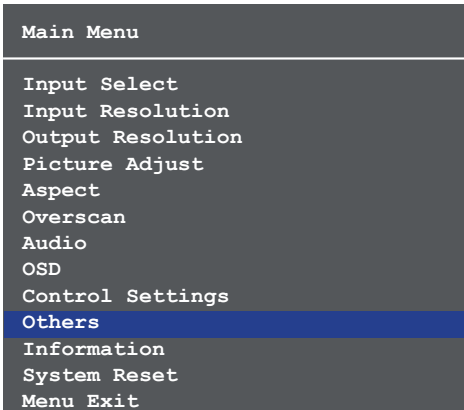 Main Menu
Input Select
Input Resolution
Output Resolution
Picture Adjust
Aspect
Overscan
Audio
OSD
Control Settings
Others
Information
System Reset
Menu Exit